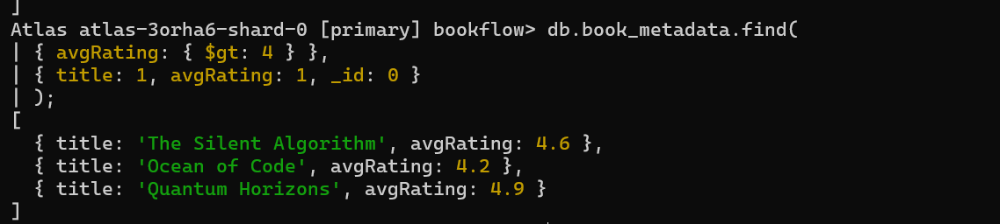 ]
Atlas atlas-3orha6-shard-0 [primary] bookflow> db.book_metadata.find(
| { avgRating: { $gt: 4 } },
| { title: 1, avgRating: 1, _id: 0 }
| );
[
  { title: 'The Silent Algorithm', avgRating: 4.6 },
  { title: 'Ocean of Code', avgRating: 4.2 },
  { title: 'Quantum Horizons', avgRating: 4.9 }
]